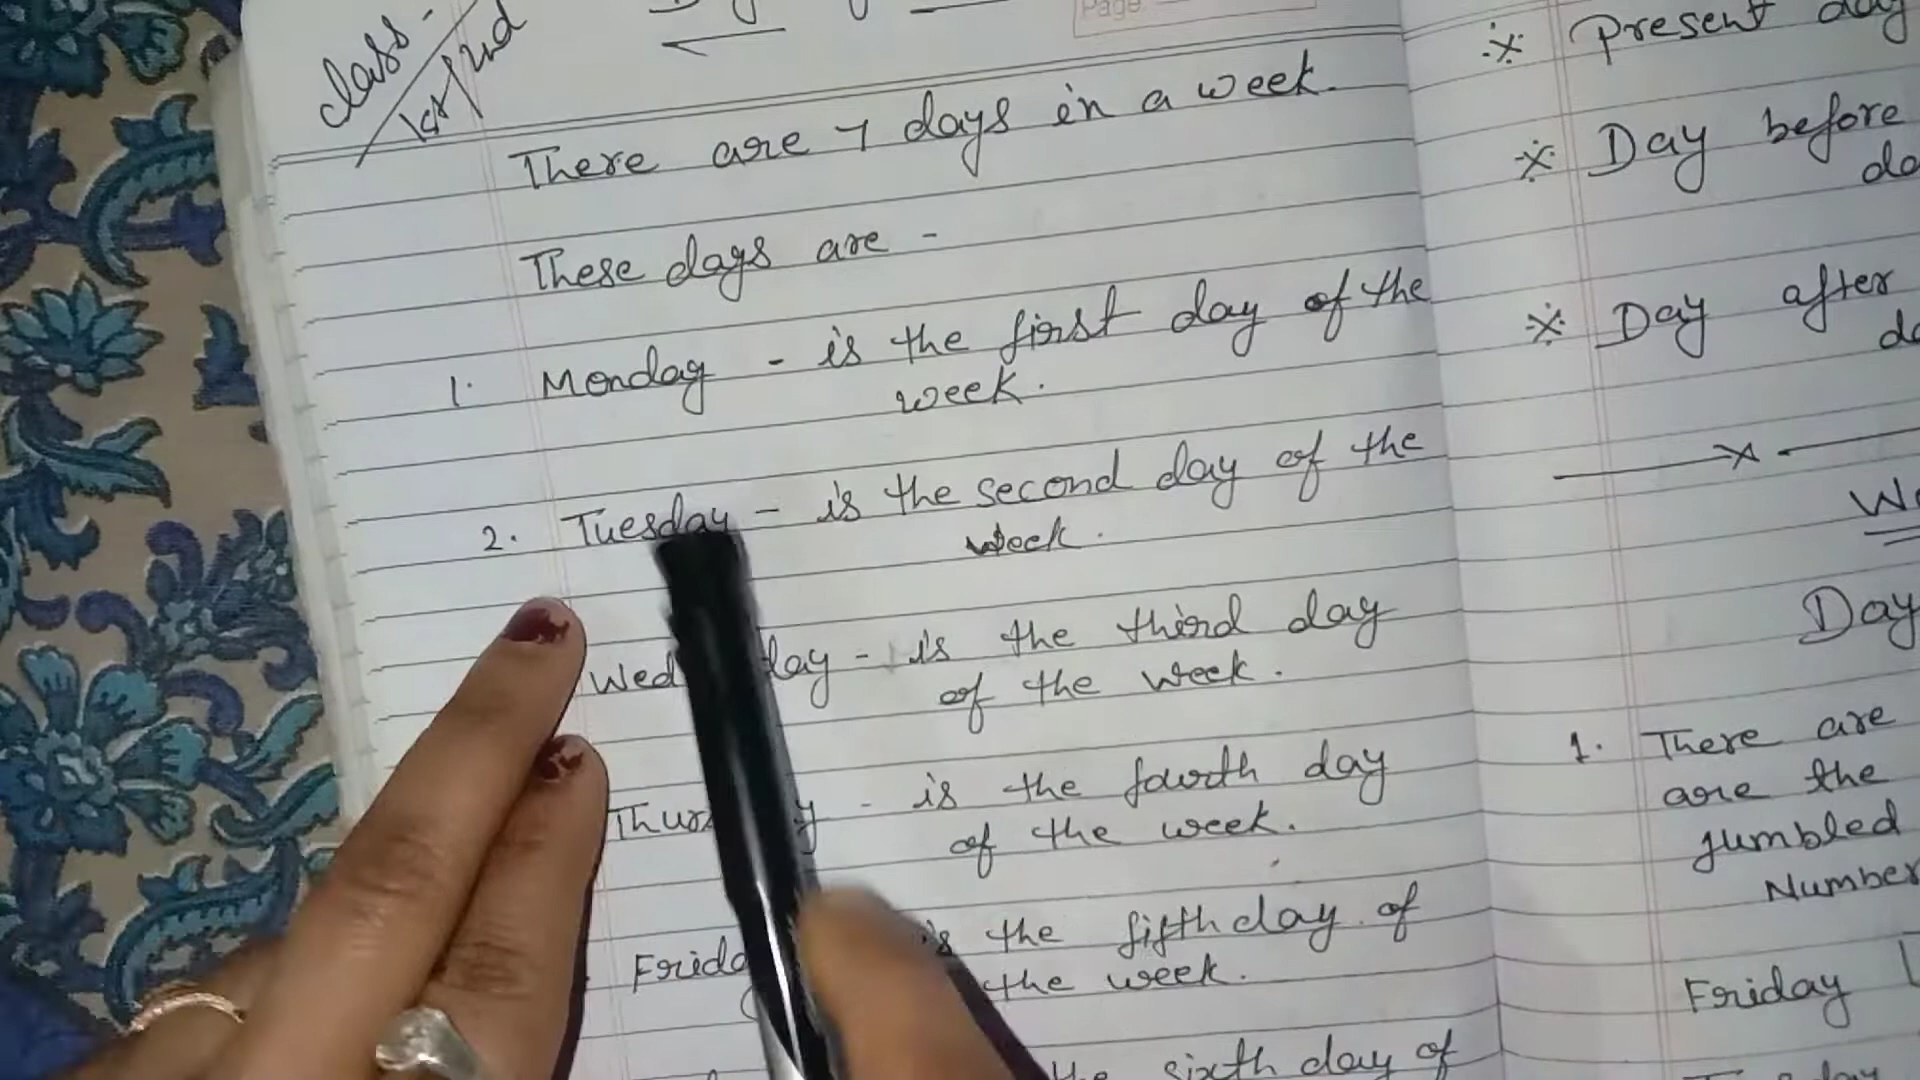 class-
1st/2nd
Page
There are 7 days in a week.
These days are -
1. Monday - is the first day of the
week.
2. Tuesday - is the second day of the
week.
- is the third day
of the week.
- is the fourth day
of the week.
the fifth day of
the week.
the sixth day of
* Present day
* Day before
* Day after
Day
1. There are
are the
jumbled
Number
Friday